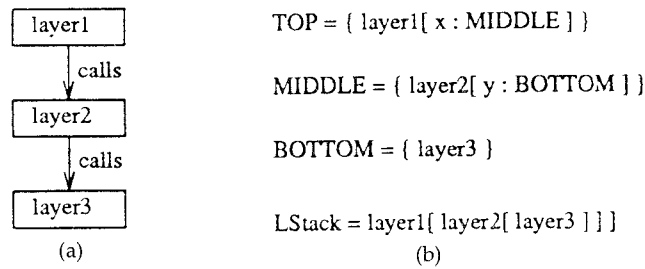 layer1
calls
layer2
calls
layer3
(a)
TOP = { layer1[ x : MIDDLE ] }
MIDDLE = { layer2[ y : BOTTOM ] }
BOTTOM = { layer3 }
LStack = layer1[ layer2[ layer3 ] ] ]
(b)